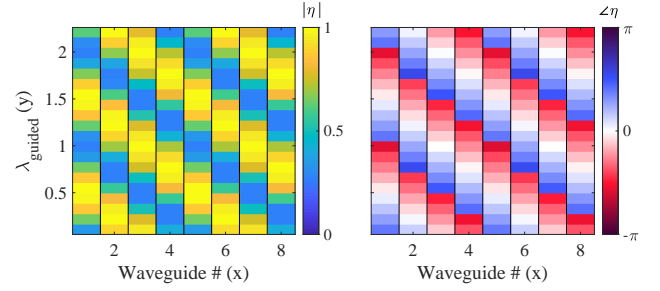 |η|
∠η
2
1.5
1
0.5
λguided (y)
1
0.5
0
π
0
-π
2 4 6 8
2 4 6 8
Waveguide # (x)
Waveguide # (x)